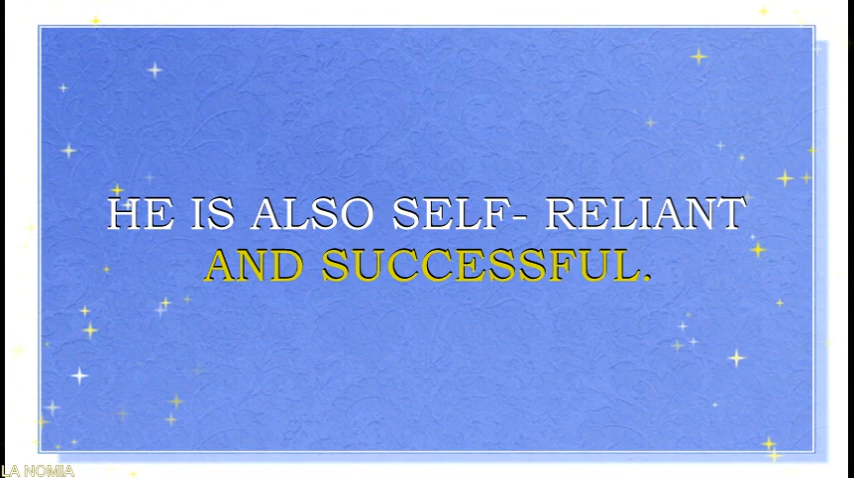 HE IS ALSO SELF- RELIANT
AND SUCCESSFUL.
LA NOMIA